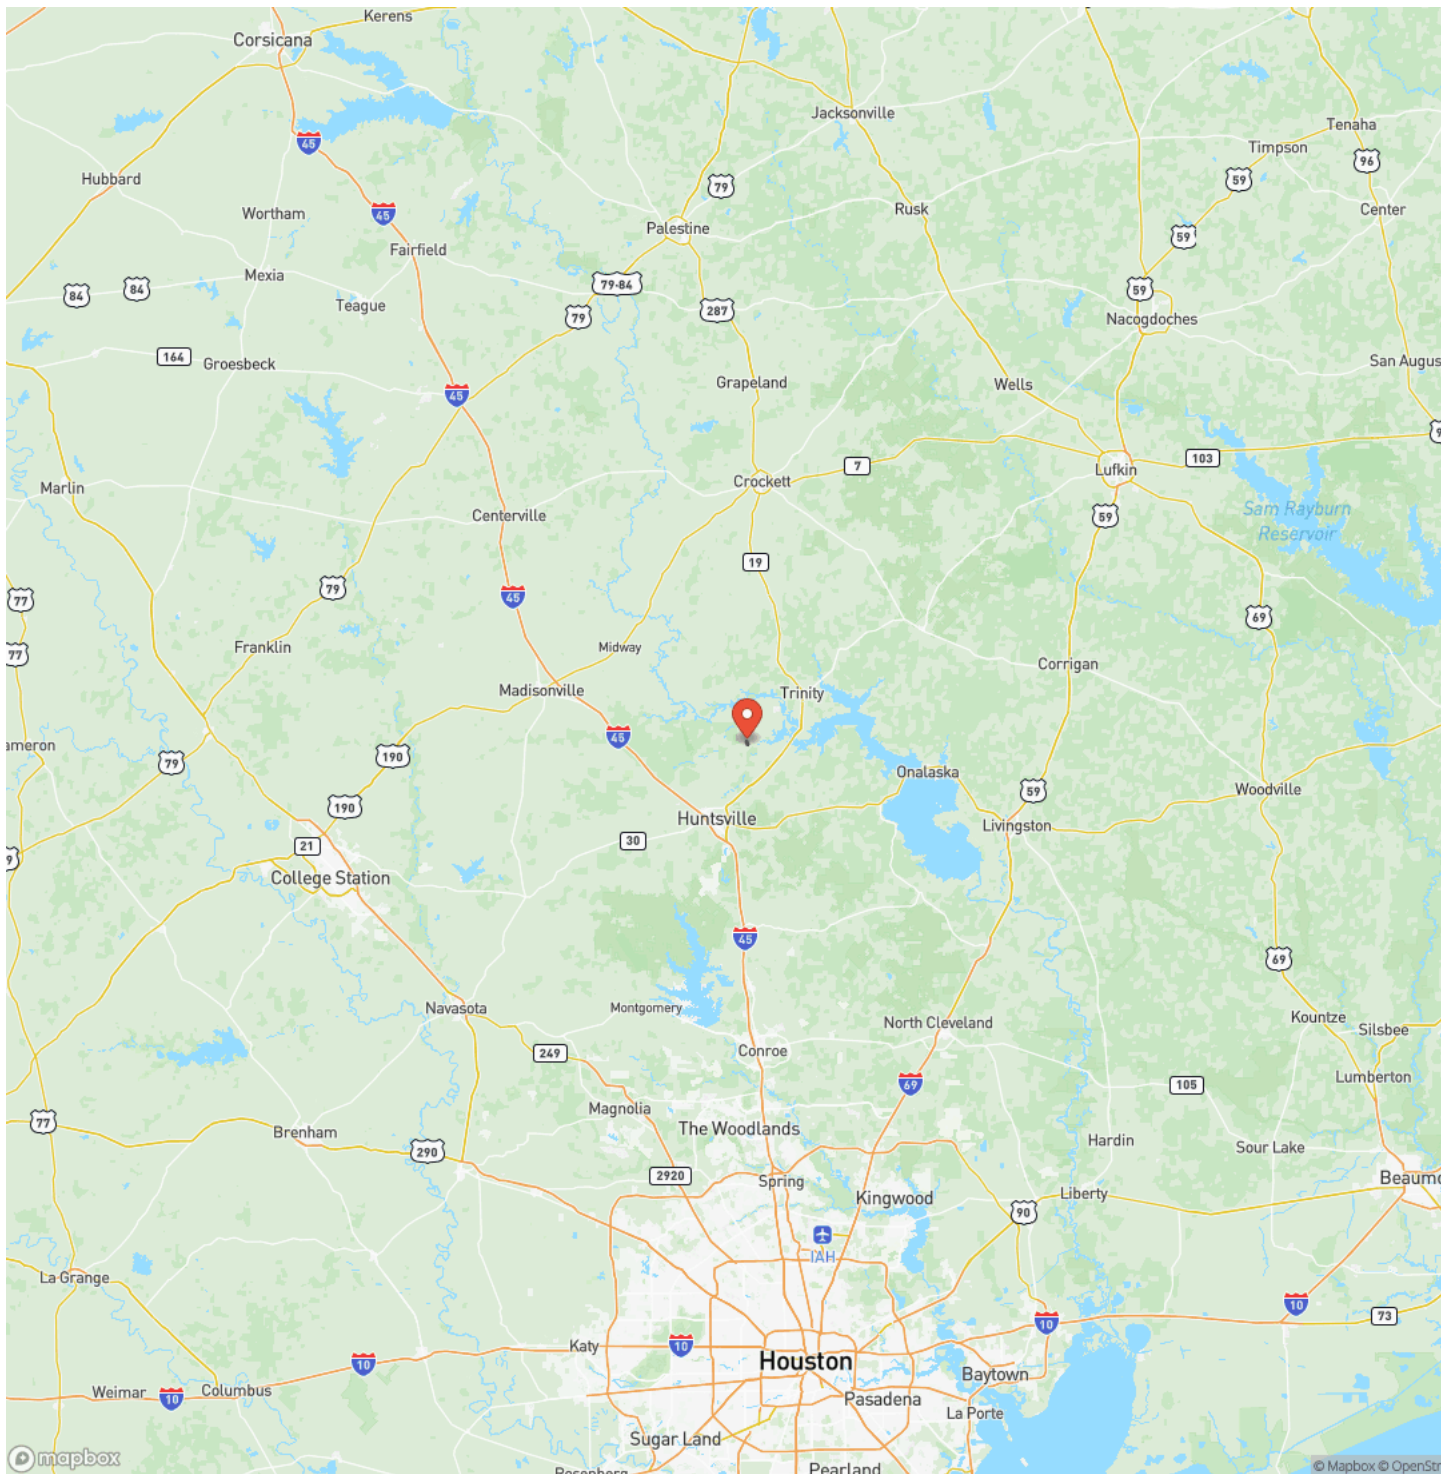 Kerens
Corsicana
Jacksonville
45
Tenaha
Timpson
96
Hubbard
79
59
Wortham
45
Rusk
Center
Palestine
59
Fairfield
Mexia
84
84
79-84
59
Teague
79
287
Nacogdoches
164
Groesbeck
San Augus
Grapeland
Wells
45
7
103
Lufkin
Crockett
Marlin
Centerville
59
Sam Rayburn
Reservoir
19
79
45
77
69
Franklin
Midway
77
Corrigan
Madisonville
Trinity
ameron
79
190
45
Onalaska
59
Woodville
190
Huntsville
Livingston
21
30
9
College Station
45
69
Navasota
Montgomery
North Cleveland
Kountze
Silsbee
249
Conroe
69
105
Lumberton
77
Magnolia
Brenham
The Woodlands
Hardin
290
Sour Lake
2920
Spring
Kingwood
Liberty
Beaumo
90
IAH
La Grange
10
73
10
Katy
10
10
Houston
Baytown
Weimar
10
Columbus
Pasadena
La Porte
Sugar Land
mapbox
Rosenberg
Pearland
© Mapbox © OpenStr